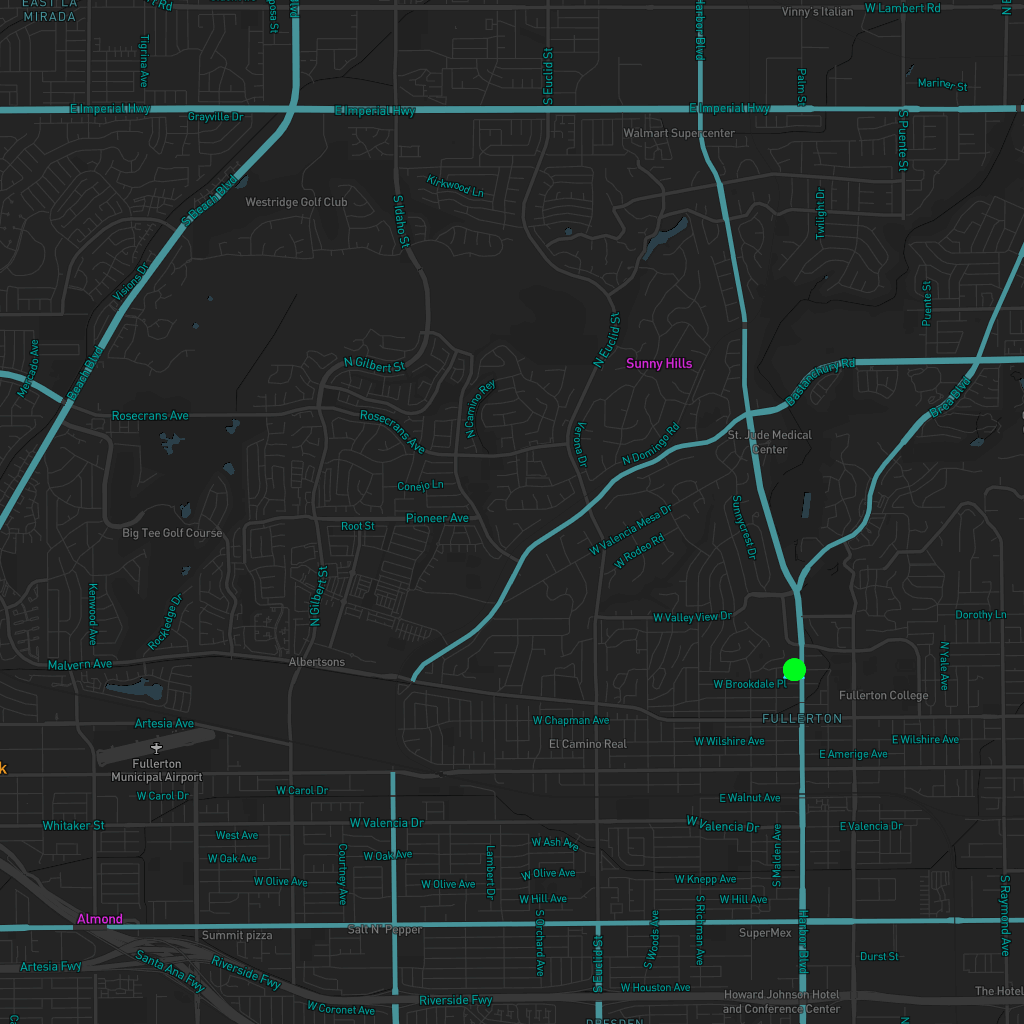 EAST LA
MIRADA
Vinny's Italian
W Lambert Rd
Tigrina Ave
S Euclid St
Harbor Blvd
Palm St
Mariner St
E Imperial Hwy
Grayville Dr
E Imperial Hwy
E Imperial Hwy
S Puente St
Walmart Supercenter
Kirkwood Ln
S Beach Blvd
Westridge Golf Club
S Idaho St
Twilight Dr
Visions Dr
Puente St
N Euclid St
Mercado Ave
Beach Blvd
N Gilbert St
Sunny Hills
Bastanchury Rd
Brea Blvd
N Camino Rey
Rosecrans Ave
Rosecrans Ave
Verona Dr
N Domingo Rd
St. Jude Medical
Center
Conejo Ln
Root St
Pioneer Ave
Big Tee Golf Course
W Valencia Mesa Dr
W Rodeo Rd
Sunnycrest Dr
N Gilbert St
Kenwood Ave
Rockledge Dr
W Valley View Dr
Dorothy Ln
N Yale Ave
Malvern Ave
Albertsons
W Brookdale Pl
Fullerton College
Artesia Ave
W Chapman Ave
FULLERTON
El Camino Real
W Wilshire Ave
E Wilshire Ave
E Amerige Ave
Fullerton
Municipal Airport
W Carol Dr
W Carol Dr
E Walnut Ave
Whitaker St
W Valencia Dr
W Valencia Dr
E Valencia Dr
West Ave
W Ash Ave
W Oak Ave
W Oak Ave
Courtney Ave
Lambert Dr
S Malden Ave
W Olive Ave
W Olive Ave
W Olive Ave
W Knepp Ave
W Hill Ave
W Hill Ave
S Raymond Ave
Almond
Summit pizza
Salt N' Pepper
S Orchard Ave
S Woods Ave
S Richman Ave
SuperMex
Harbor Blvd
Durst St
Artesia Fwy
Santa Ana Fwy
Riverside Fwy
Riverside Fwy
W Houston Ave
W Coronet Ave
Howard Johnson Hotel
and Conference Center
The Hotel